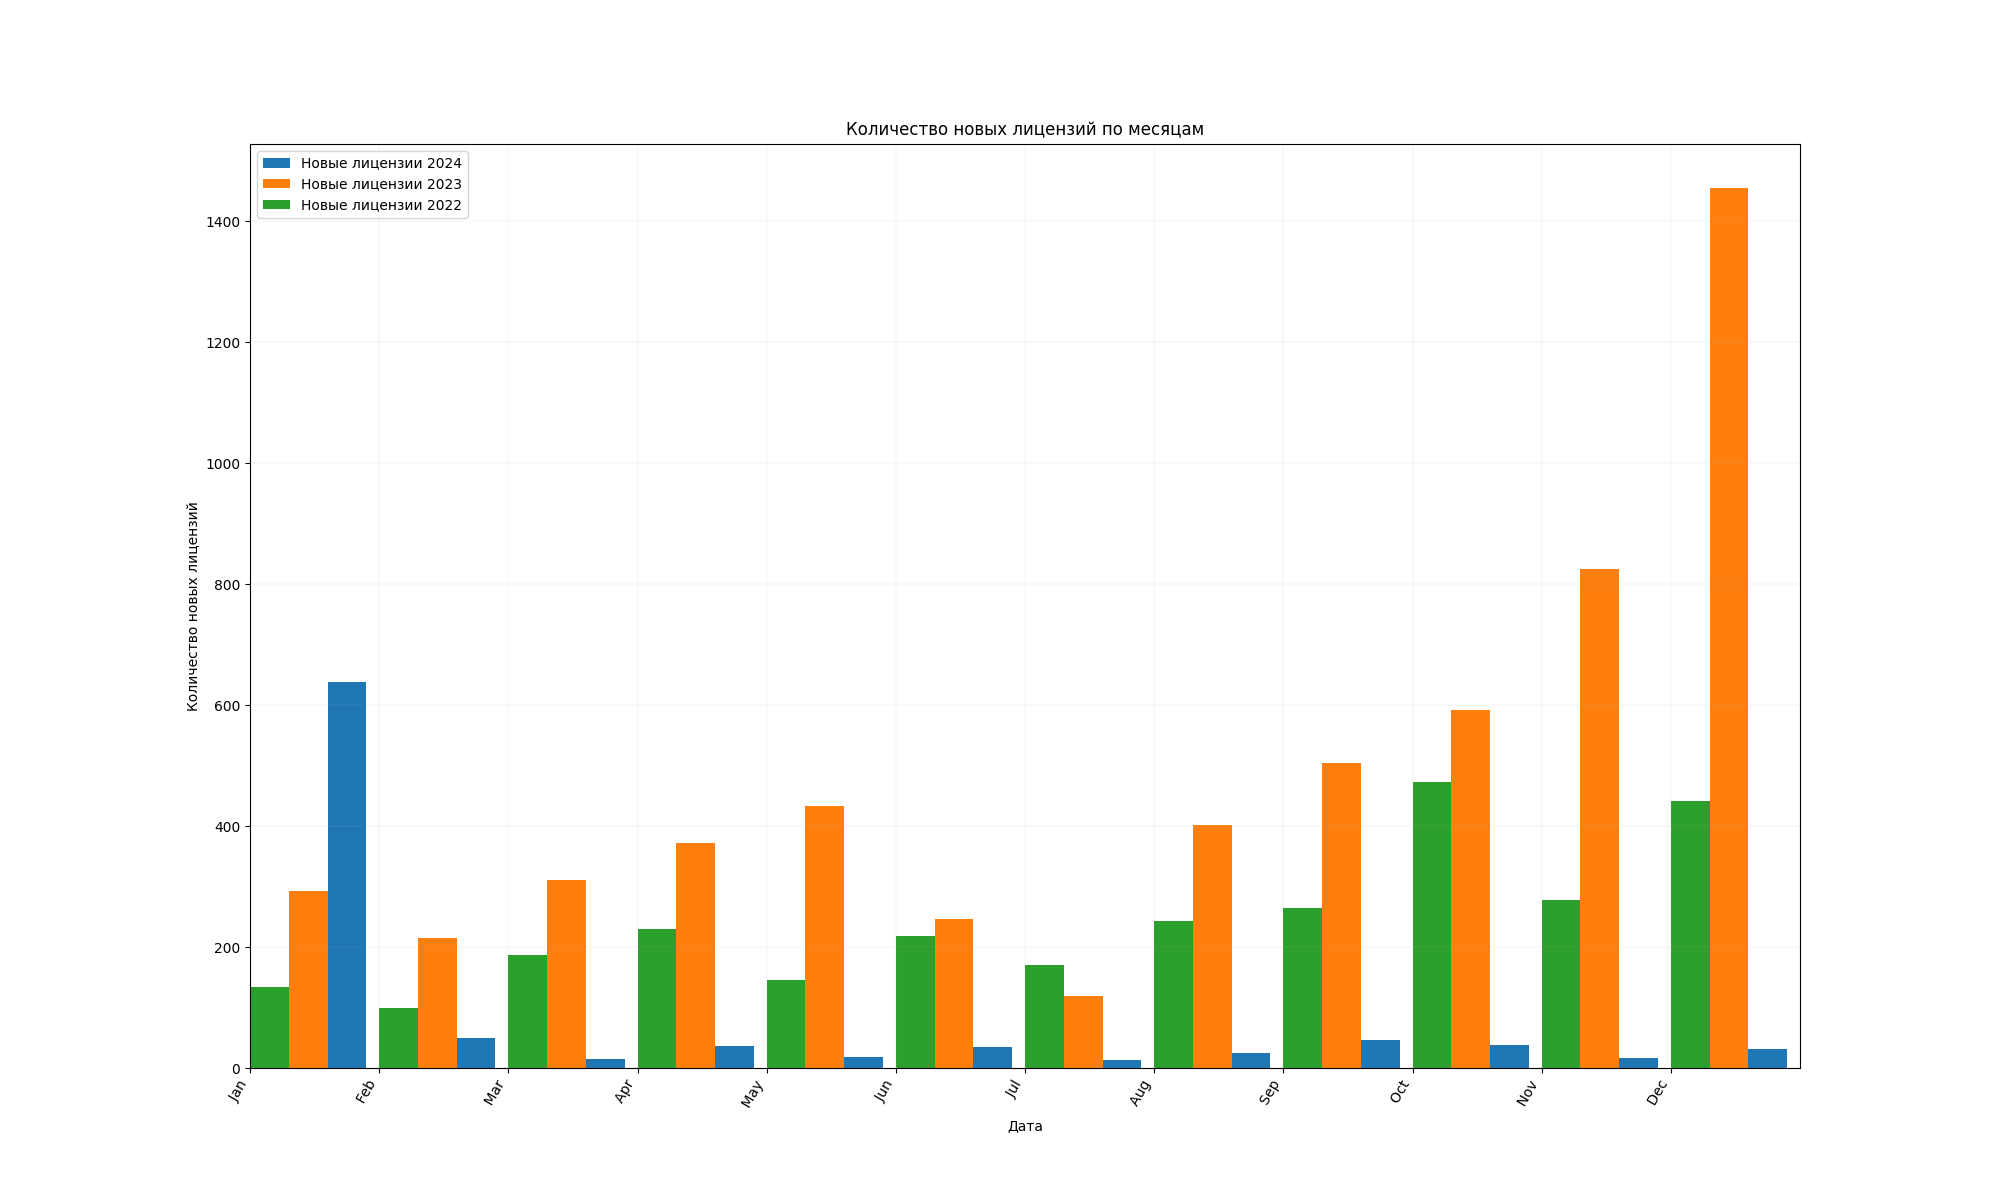 Количество новых лицензий по месяцам
Новые лицензии 2024
Новые лицензии 2023
Новые лицензии 2022
Количество новых лицензий
1400
1200
1000
800
600
400
200
0
Jan
Feb
Mar
Apr
May
Jun
Jul
Aug
Sep
Oct
Nov
Dec
Дата